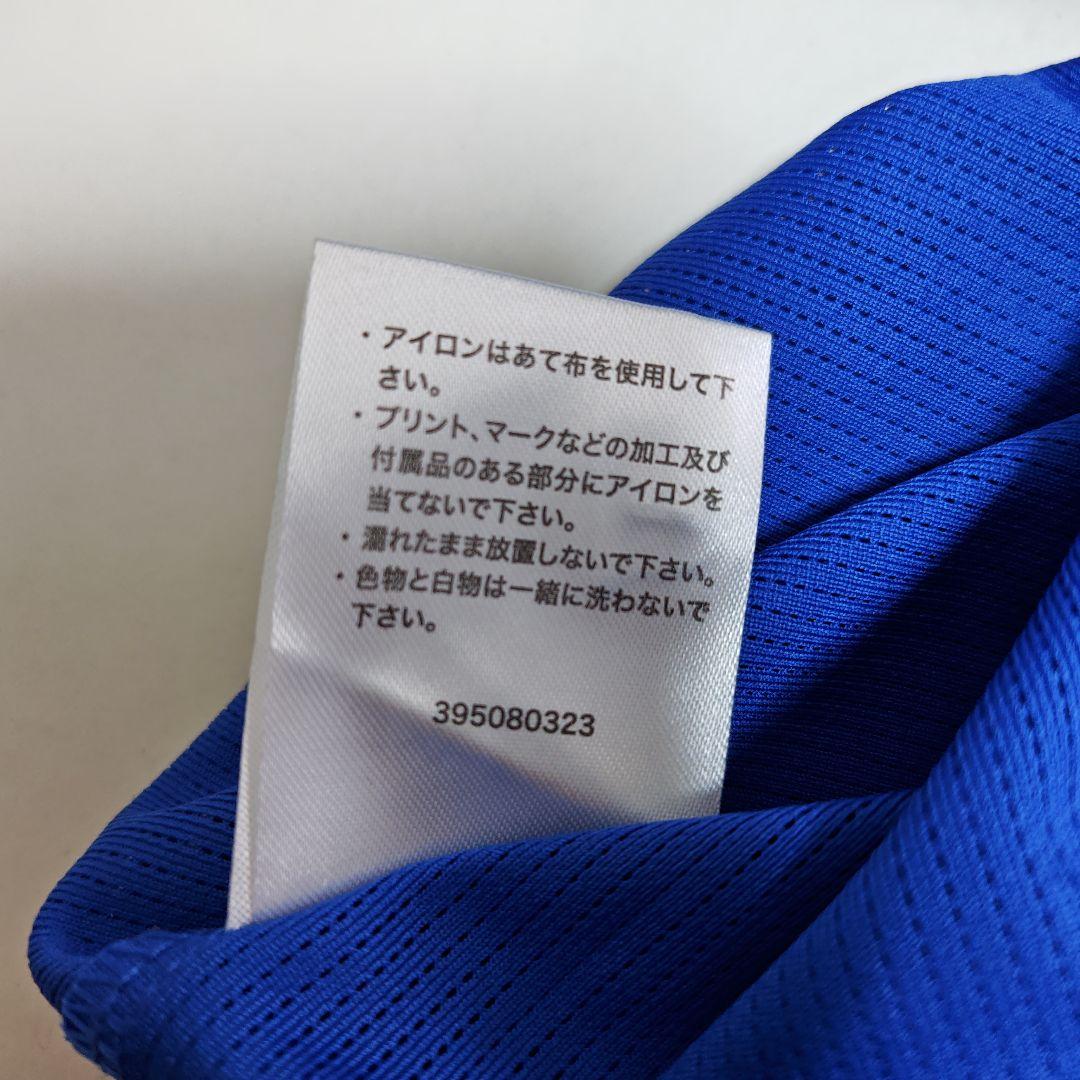 ・アイロンはあて布を使用して下
さい。
・プリント、マークなどの加工及び
付属品のある部分にアイロンを
当てないで下さい。
・濡れたまま放置しないで下さい。
・色物と白物は一緒に洗わないで
下さい。
395080323